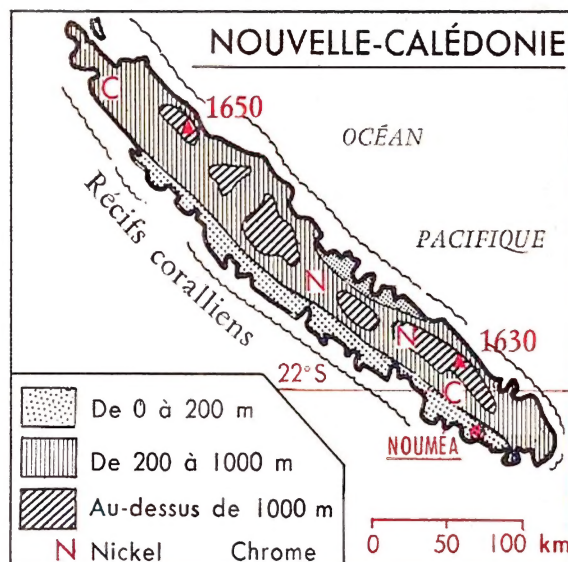 NOUVELLE-CALÉDONIE
C
1650
OCÉAN
Récifs coralliens
PACIFIQUE
N
N
1630
22°S
C
NOUMÉA
De 0 à 200 m
De 200 à 1000 m
Au-dessus de 1000 m
N Nickel Chrome
0 50 100 km